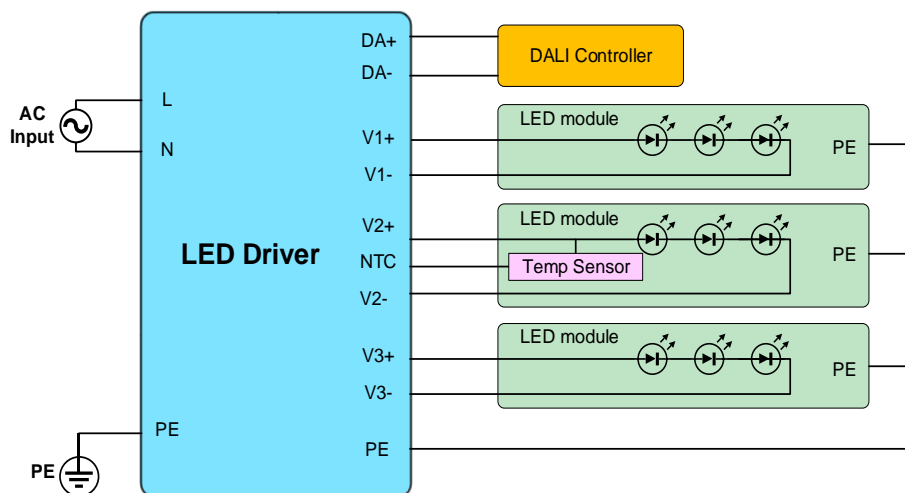 AC
Input
L
N
PE
PE
LED Driver
DA+
DA-
V1+
V1-
V2+
NTC
V2-
V3+
V3-
PE
DALI Controller
LED module
PE
LED module
Temp Sensor
PE
LED module
PE